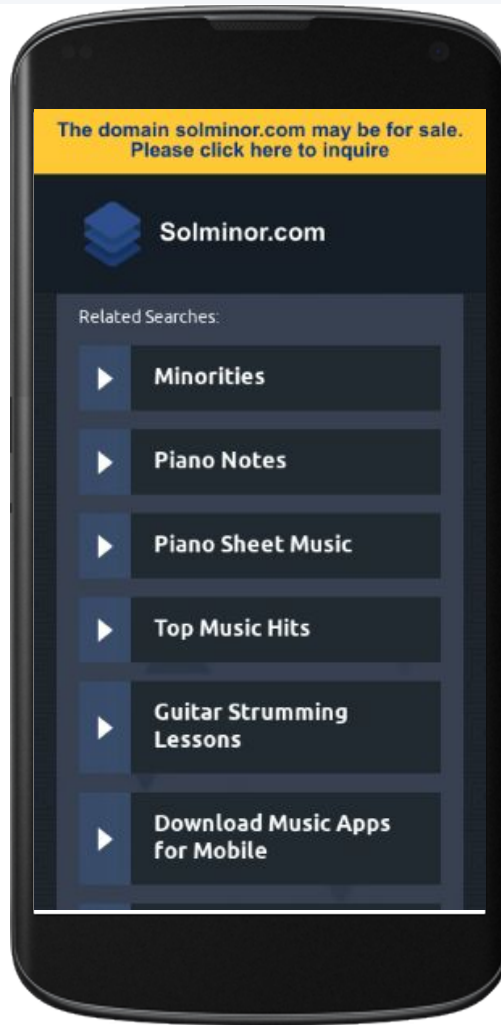 The domain solminor.com may be for sale.
Please click here to inquire
Solminor.com
Related Searches:
Minorities
Piano Notes
Piano Sheet Music
Top Music Hits
Guitar Strumming
Lessons
Download Music Apps
for Mobile